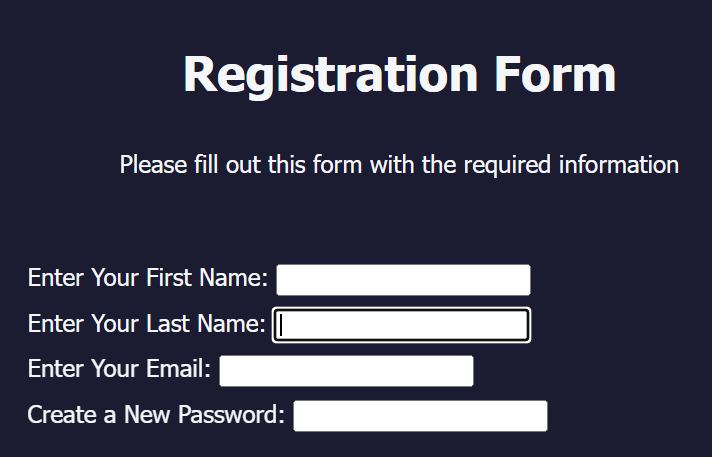 Registration Form
Please fill out this form with the required information
Enter Your First Name:
Enter Your Last Name:
Enter Your Email:
Create a New Password: